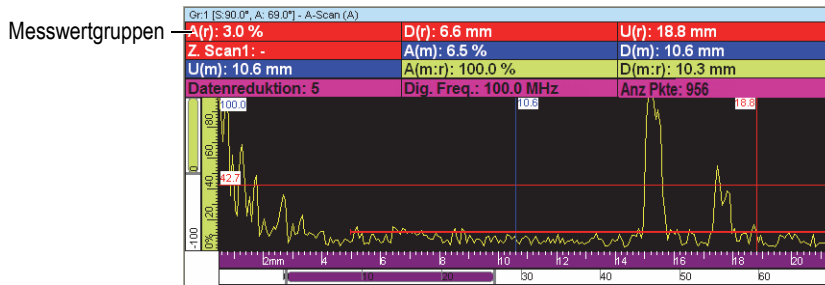 Gr:1 [S:90.0°, A: 69.0°] - A-Scan (A)
Messwertgruppen
A(r): 3.0 % D(r): 6.6 mm U(r): 18.8 mm
Z. Scan1: - A(m): 6.5 % D(m): 10.6 mm
U(m): 10.6 mm A(m:r): 100.0 % D(m:r): 10.3 mm
Datenreduktion: 5 Dig. Freq.: 100.0 MHz Anz Pkte: 956
100.0 10.6 18.8
80
60
42.7
40
20
0%
0
-100
2mm 4 6 8 10 12 14 16 18 20
10 20 30 40 50 60